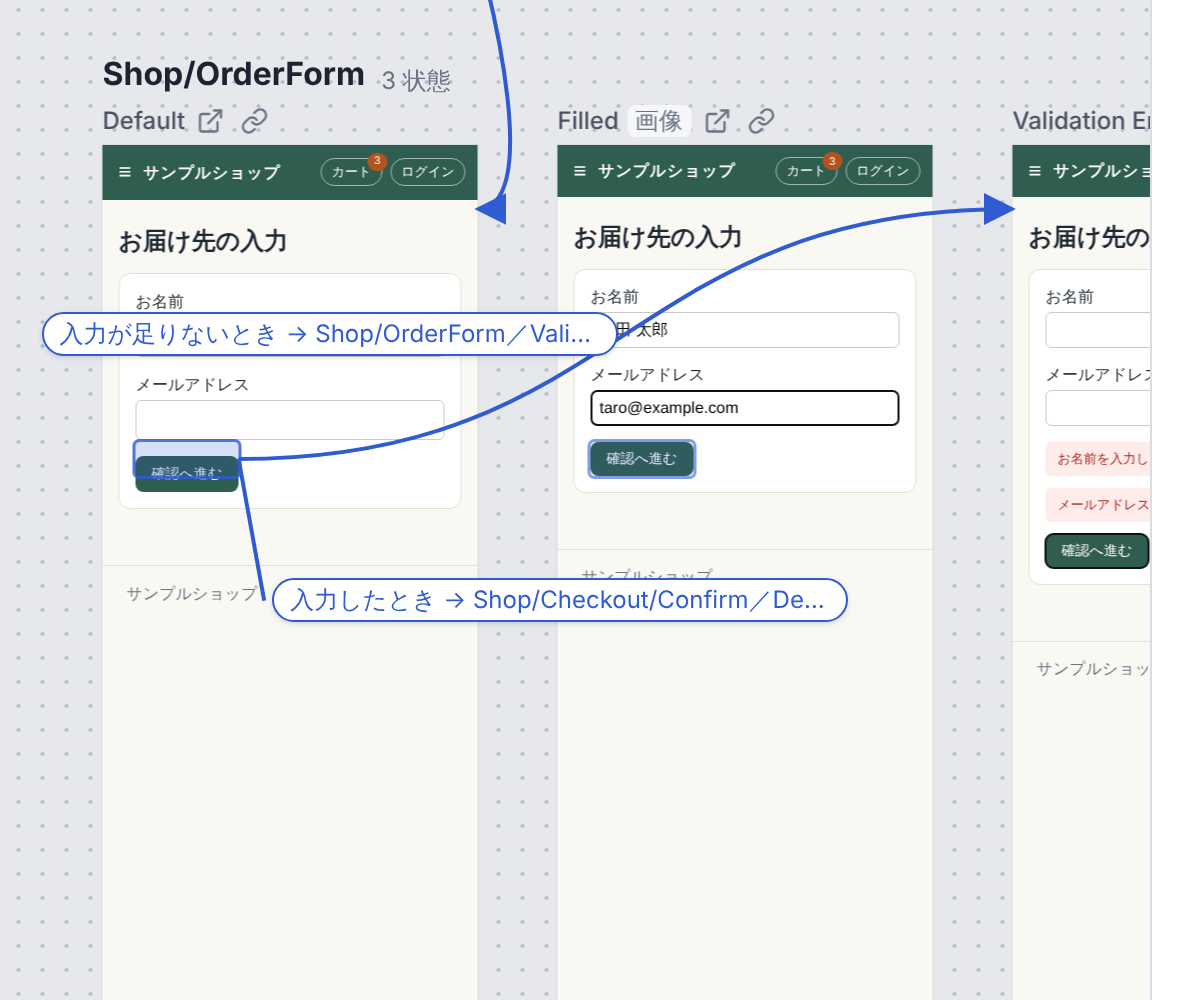 Shop/OrderForm 3 状態
Default
Filled 画像
Validation
サンプルショップ カート 3 ログイン
お届け先の入力
お名前
メールアドレス
確認へ進む
サンプルショップ
サンプルショップ カート 3 ログイン
お届け先の入力
お名前
田 太郎
メールアドレス
taro@example.com
確認へ進む
サンプルショップ
サンプルショ
お届け先の
お名前
メールアドレス
お名前を入力し
メールアドレス
確認へ進む
サンプルショッ
入力が足りないとき → Shop/OrderForm／Vali...
入力したとき → Shop/Checkout/Confirm／De...